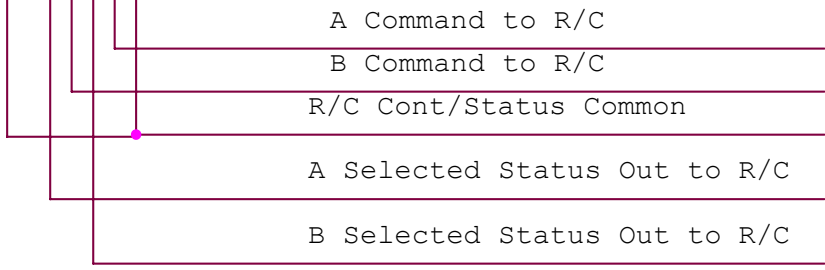 A Command to R/C
B Command to R/C
R/C Cont/Status Common
A Selected Status Out to R/C
B Selected Status Out to R/C